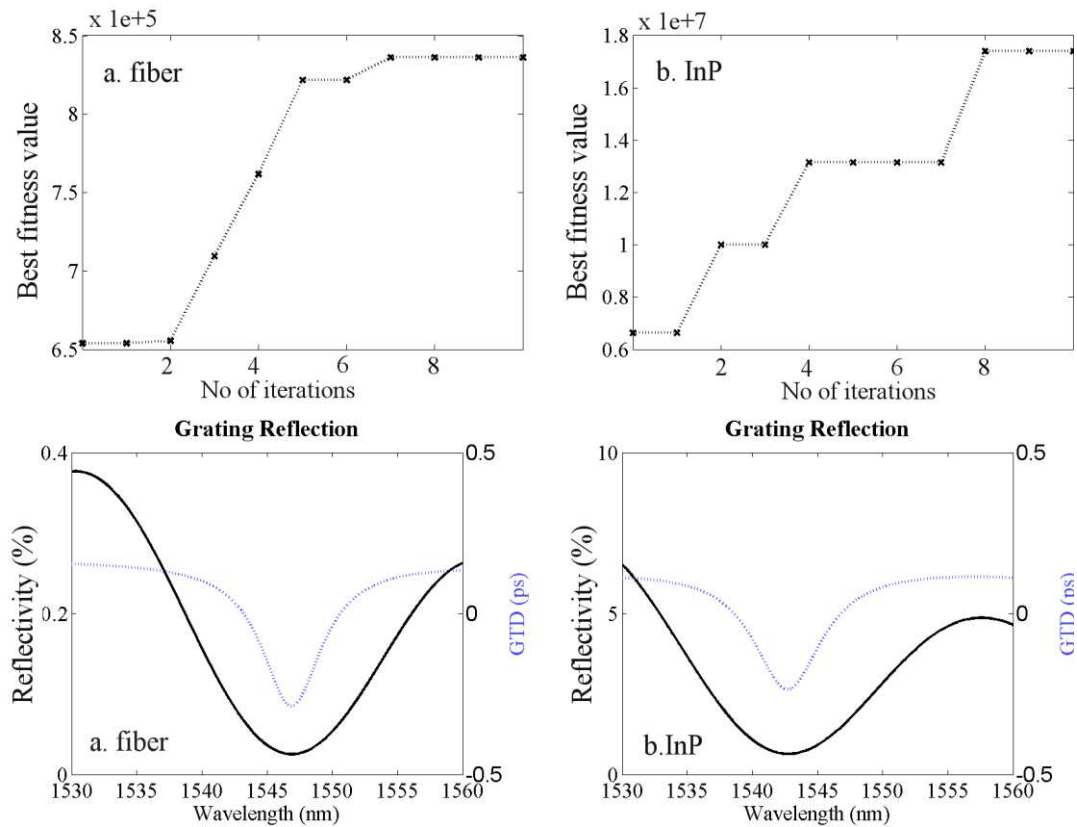 x 1e+5
8.5
8
7.5
7
6.5
2
4
6
8
a. fiber
Best fitness value
No of iterations
x 1e+7
1.8
1.6
1.4
1.2
1
0.8
0.6
2
4
6
8
b. InP
Best fitness value
No of iterations
Grating Reflection
0.4
0.2
0
0.5
0
-0.5
1530 1535 1540 1545 1550 1555 1560
a. fiber
Reflectivity (%)
GTD (ps)
Wavelength (nm)
Grating Reflection
10
5
0
0.5
0
-0.5
1530 1535 1540 1545 1550 1555 1560
b.InP
Reflectivity (%)
GTD (ps)
Wavelength (nm)